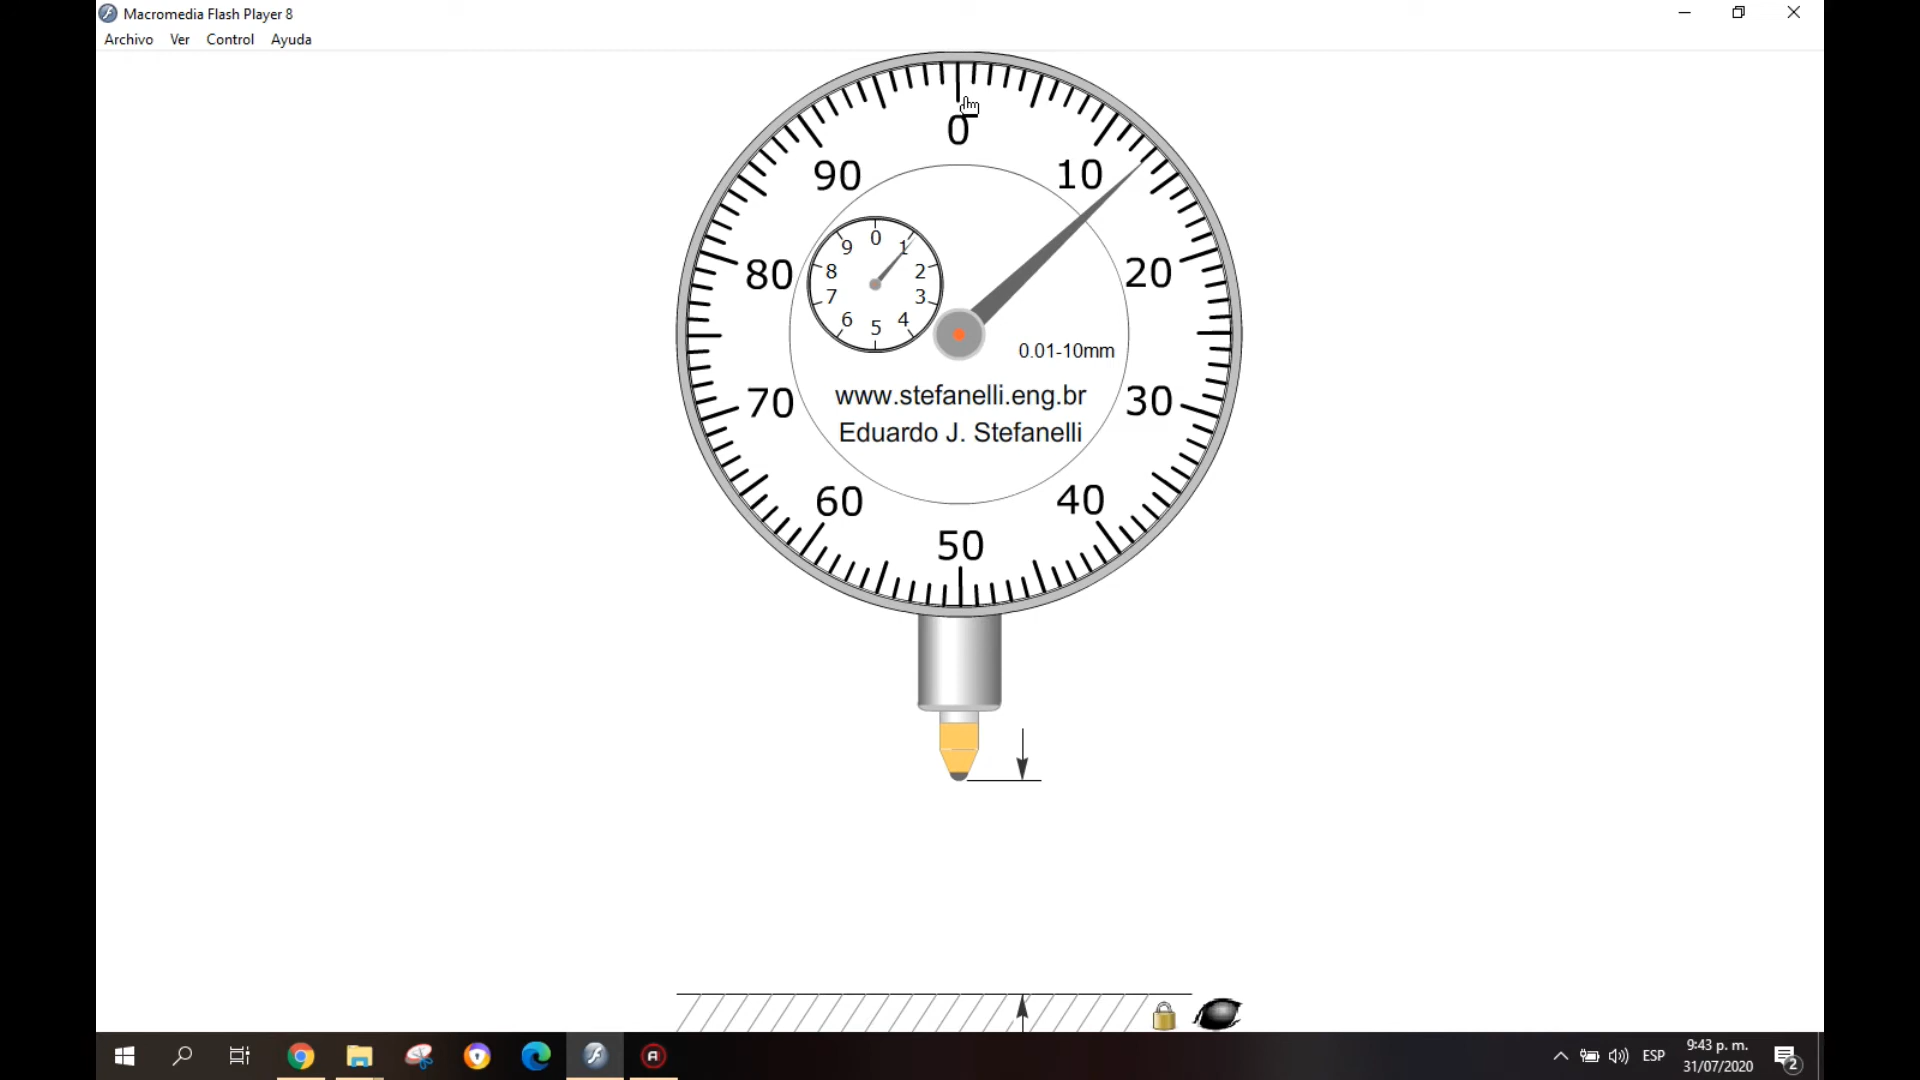 Macromedia Flash Player 8
Archivo Ver Control Ayuda
0
90 10
80 20
70 30
60 40
50
0
9 1
8 2
7 3
6 4
5
0.01-10mm
www.stefanelli.eng.br
Eduardo J. Stefanelli
ESP
9:43 p. m.
31/07/2020
2